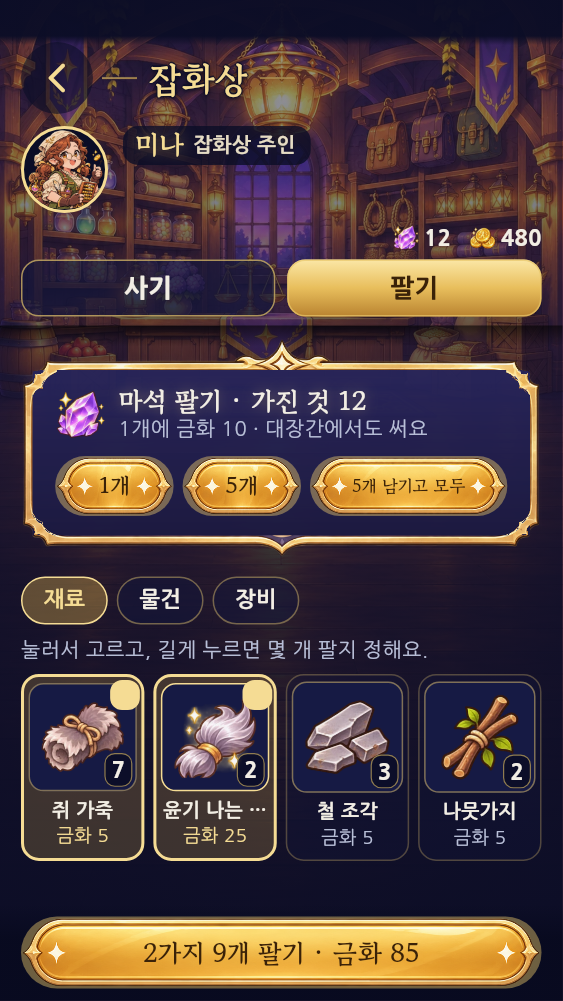 잡화상
미나 잡화상 주인
12 480
사기 팔기
마석 팔기 · 가진 것 12
1개에 금화 10 · 대장간에서도 써요
1개 5개 5개 남기고 모두
재료 물건 장비
눌러서 고르고, 길게 누르면 몇 개 팔지 정해요.
7 2 3 2
쥐 가죽 윤기 나는 … 철 조각 나뭇가지
금화 5 금화 25 금화 5 금화 5
2가지 9개 팔기 · 금화 85